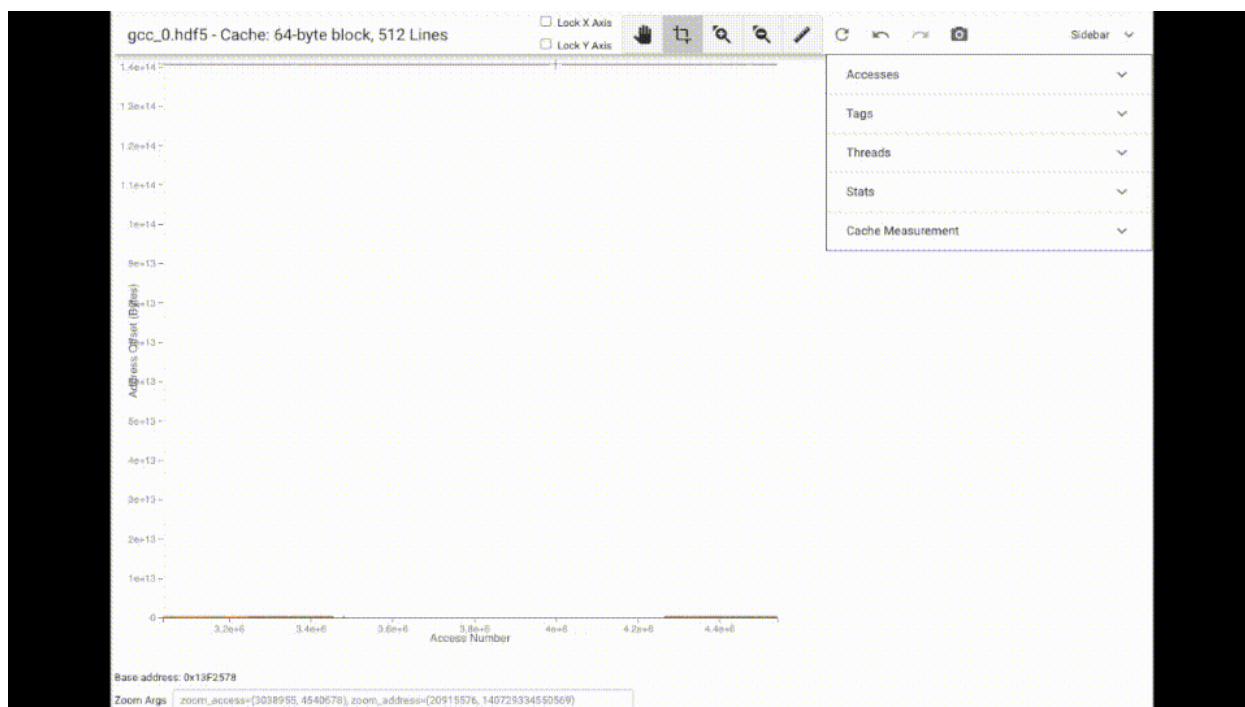 gcc_0.hdf5 - Cache: 64-byte block, 512 Lines
Lock X Axis
Lock Y Axis
Sidebar
Accesses
Tags
Threads
Stats
Cache Measurement
1.4e+14
1.3e+14
1.2e+14
1.1e+14
1e+14
9e+13
5e+13
4e+13
3e+13
2e+13
1e+13
0
Address Offset (Bytes)
3.2e+6 3.4e+6 3.6e+6 3.8e+6 4e+6 4.2e+6 4.4e+6
Access Number
Base address: 0x13F2578
Zoom Args zoom_access=(3038955, 4540678), zoom_address=(20915576, 140729334550569)